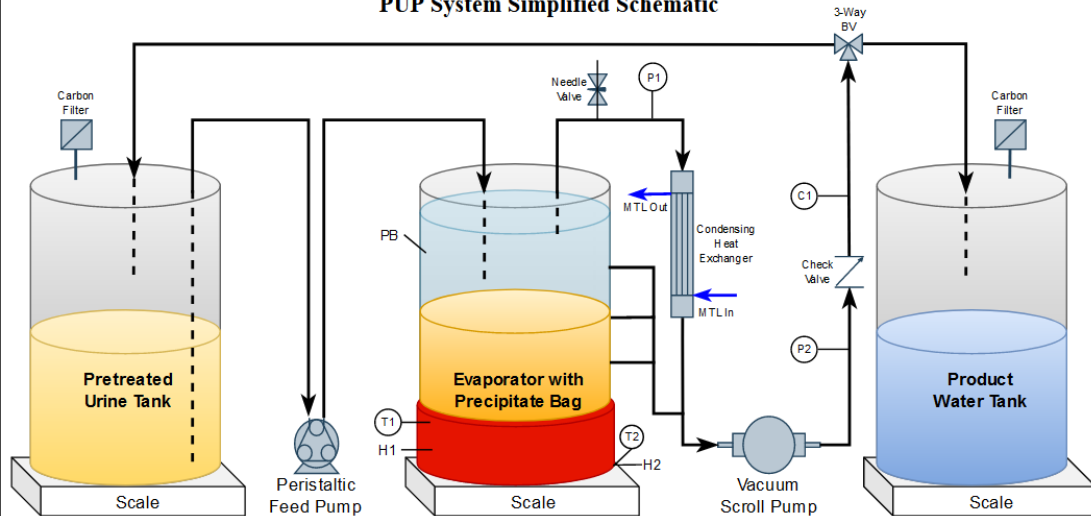 PUP System Simplified Schematic
3-Way
BV
Carbon
Filter
Needle
Valve
P1
Carbon
Filter
MTL Out
C1
PB
Condensing
Heat
Exchanger
Check
Valve
MTL In
P2
Pretreated
Urine Tank
Evaporator with
Precipitate Bag
Product
Water Tank
T1
T2
H1
H2
Scale
Peristaltic
Feed Pump
Scale
Vacuum
Scroll Pump
Scale